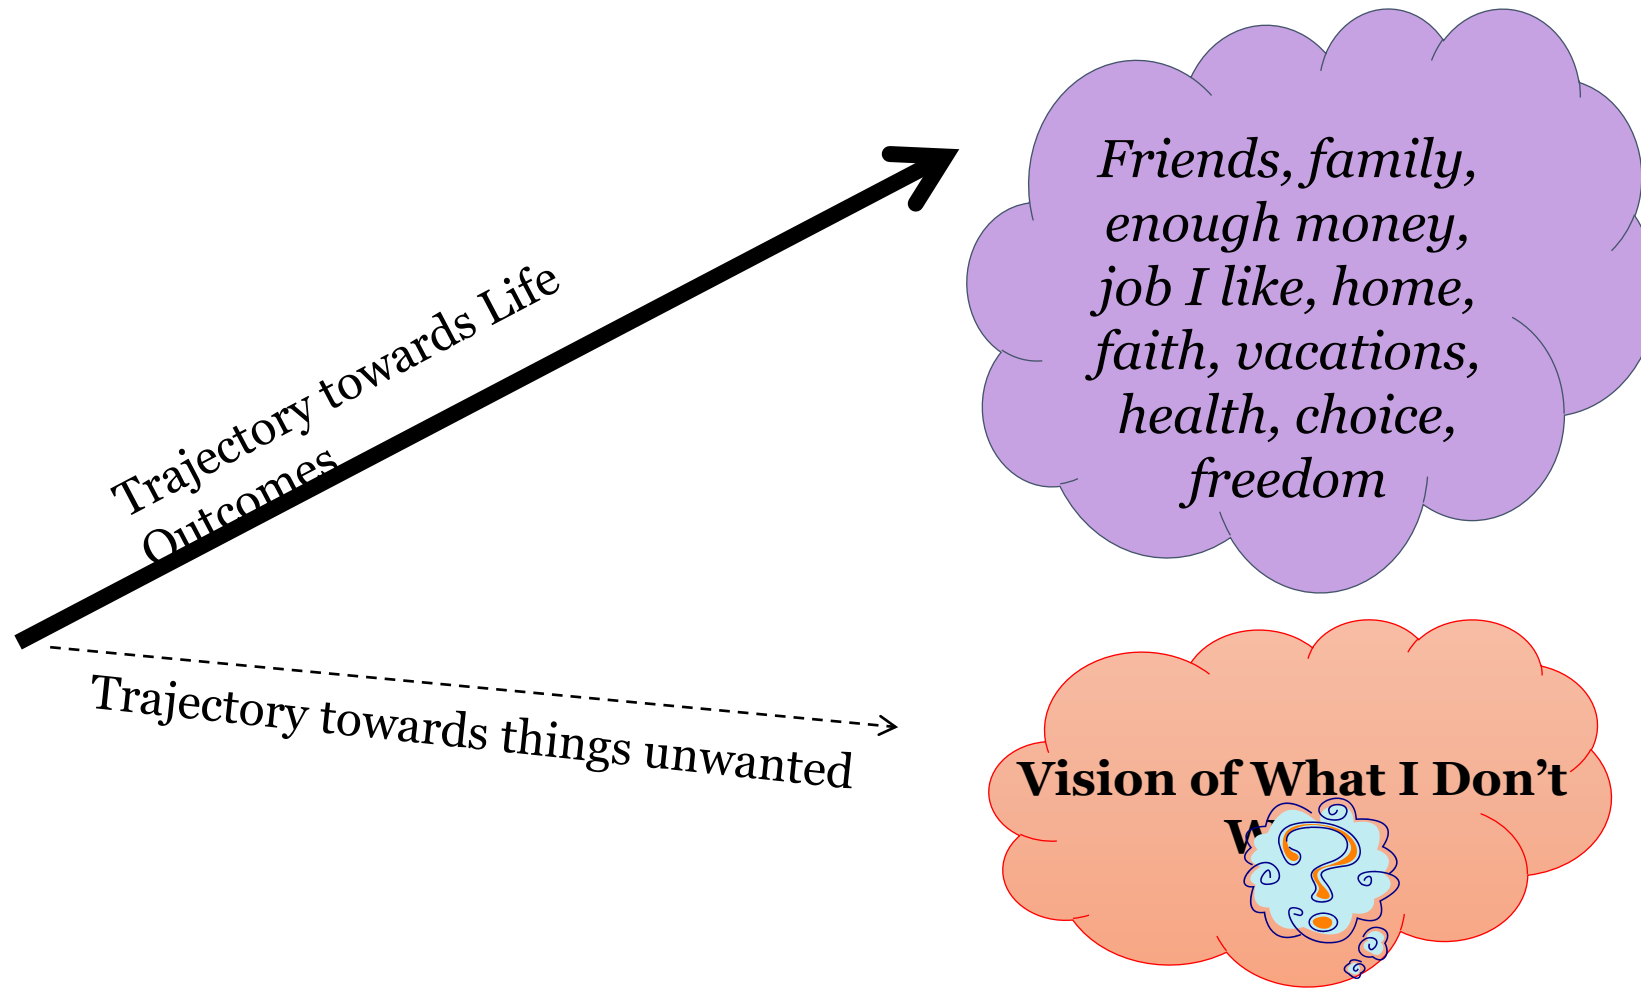 Trajectory towards Life
Outcomes
Friends, family,
enough money,
job I like, home,
faith, vacations,
health, choice,
freedom
Trajectory towards things unwanted
Vision of What I Don’t